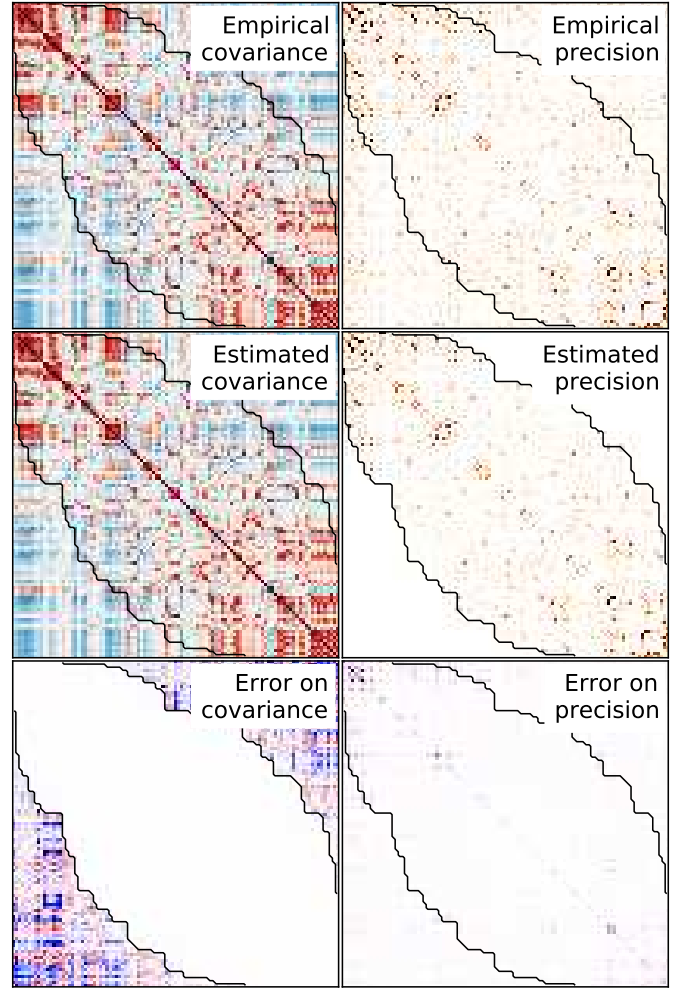 Empirical
covariance
Empirical
precision
Estimated
covariance
Estimated
precision
Error on
covariance
Error on
precision